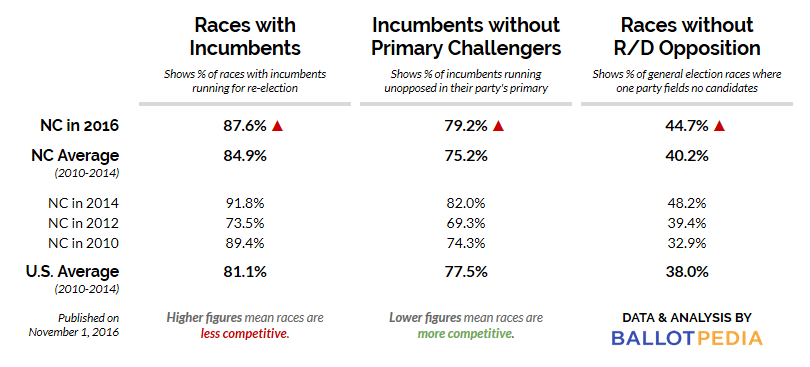 Races with
Incumbents
Incumbents without
Primary Challengers
Races without
R/D Opposition
Shows % of races with incumbents
running for re-election
Shows % of incumbents running
unopposed in their party's primary
Shows % of general election races where
one party fields no candidates
NC in 2016 87.6% ▲ 79.2% ▲ 44.7% ▲
NC Average 84.9% 75.2% 40.2%
(2010-2014)
NC in 2014 91.8% 82.0% 48.2%
NC in 2012 73.5% 69.3% 39.4%
NC in 2010 89.4% 74.3% 32.9%
U.S. Average 81.1% 77.5% 38.0%
(2010-2014)
Published on
November 1, 2016
Higher figures mean races are
less competitive.
Lower figures mean races are
more competitive.
DATA & ANALYSIS BY
BALLOTPEDIA